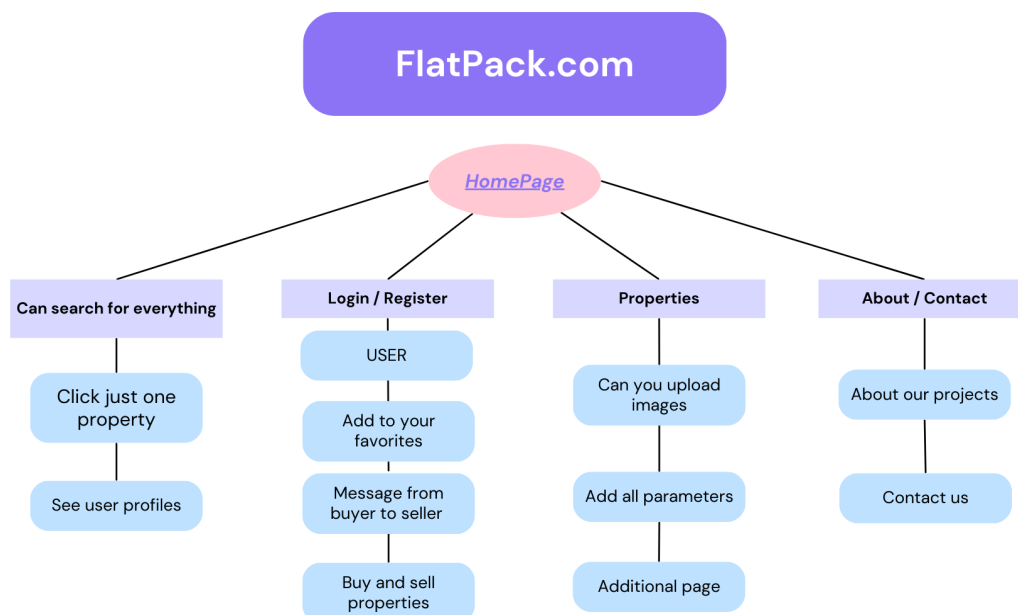 FlatPack.com
HomePage
Can search for everything
Click just one
property
See user profiles
Login / Register
USER
Add to your
favorites
Message from
buyer to seller
Buy and sell
properties
Properties
Can you upload
images
Add all parameters
Additional page
About / Contact
About our projects
Contact us